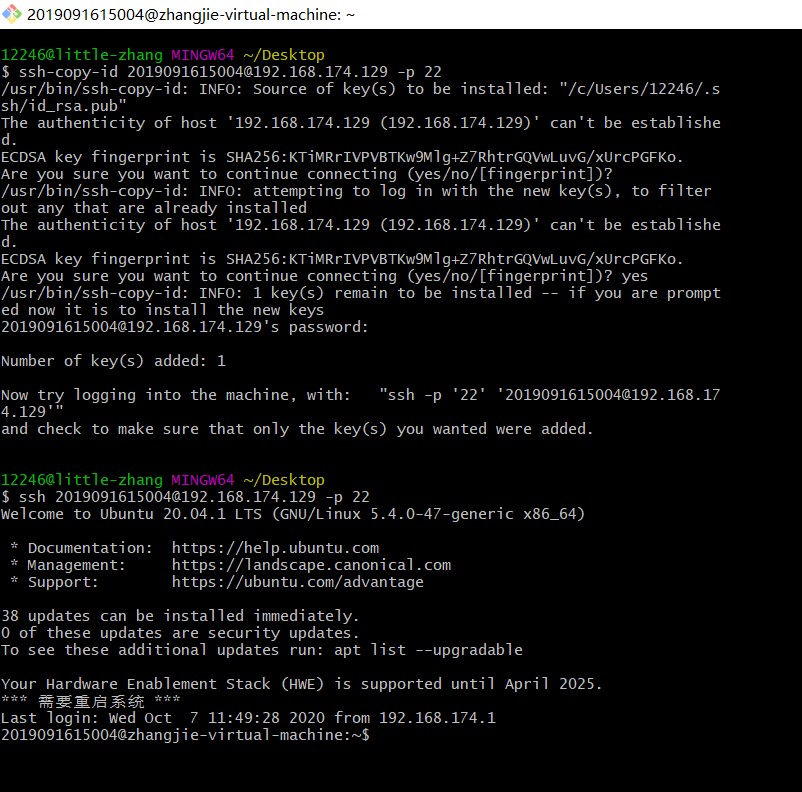 2019091615004@zhangjie-virtual-machine: ~
12246@little-zhang MINGW64 ~/Desktop
$ ssh-copy-id 2019091615004@192.168.174.129 -p 22
/usr/bin/ssh-copy-id: INFO: Source of key(s) to be installed: "/c/Users/12246/.s
sh/id_rsa.pub"
The authenticity of host '192.168.174.129 (192.168.174.129)' can't be establishe
d.
ECDSA key fingerprint is SHA256:KTiMRrIVPVBTKw9Mlg+Z7RhtrGQVwLuvG/xUrcPGFKo.
Are you sure you want to continue connecting (yes/no/[fingerprint])?
/usr/bin/ssh-copy-id: INFO: attempting to log in with the new key(s), to filter
out any that are already installed
The authenticity of host '192.168.174.129 (192.168.174.129)' can't be establishe
d.
ECDSA key fingerprint is SHA256:KTiMRrIVPVBTKw9Mlg+Z7RhtrGQVwLuvG/xUrcPGFKo.
Are you sure you want to continue connecting (yes/no/[fingerprint])? yes
/usr/bin/ssh-copy-id: INFO: 1 key(s) remain to be installed -- if you are prompt
ed now it is to install the new keys
2019091615004@192.168.174.129's password:
Number of key(s) added: 1
Now try logging into the machine, with:   "ssh -p '22' '2019091615004@192.168.17
4.129'"
and check to make sure that only the key(s) you wanted were added.
12246@little-zhang MINGW64 ~/Desktop
$ ssh 2019091615004@192.168.174.129 -p 22
Welcome to Ubuntu 20.04.1 LTS (GNU/Linux 5.4.0-47-generic x86_64)
* Documentation:  https://help.ubuntu.com
* Management:     https://landscape.canonical.com
* Support:        https://ubuntu.com/advantage
38 updates can be installed immediately.
0 of these updates are security updates.
To see these additional updates run: apt list --upgradable
Your Hardware Enablement Stack (HWE) is supported until April 2025.
*** 需要重启系统 ***
Last login: Wed Oct  7 11:49:28 2020 from 192.168.174.1
2019091615004@zhangjie-virtual-machine:~$